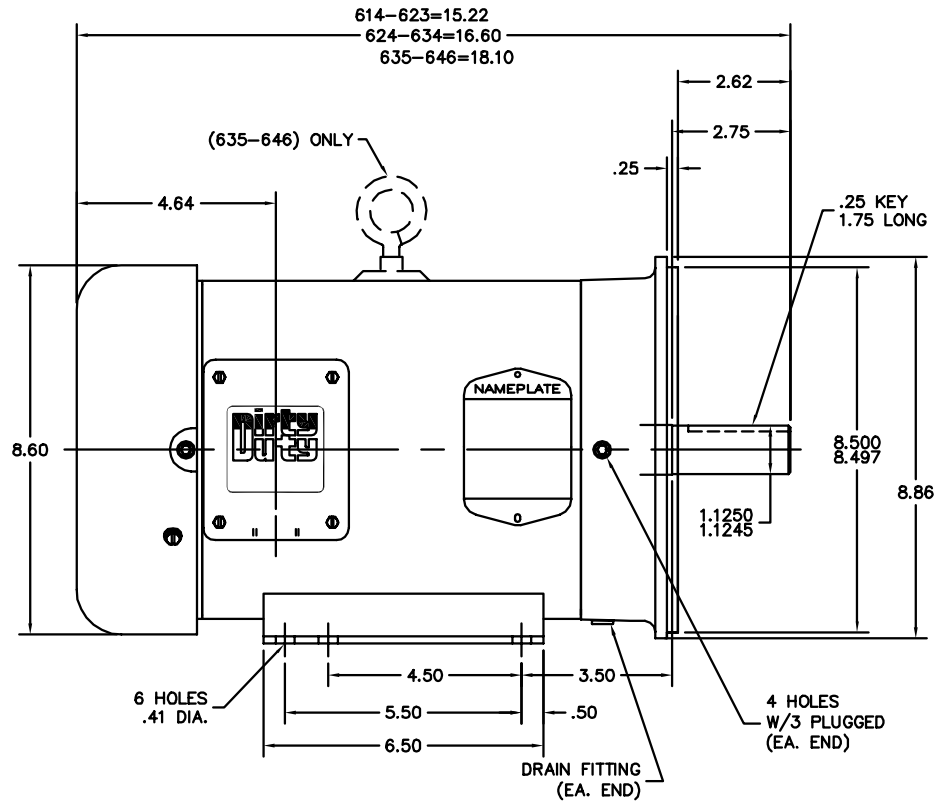 614-623=15.22
624-634=16.60
635-646=18.10
2.62
2.75
(635-646) ONLY
.25
4.64
.25 KEY
1.75 LONG
NAMEPLATE
Dirty
Duty
8.60
8.500
8.497
8.86
1.1250
1.1245
4.50
3.50
6 HOLES
.41 DIA.
5.50
.50
6.50
4 HOLES
W/3 PLUGGED
(EA. END)
DRAIN FITTING
(EA. END)